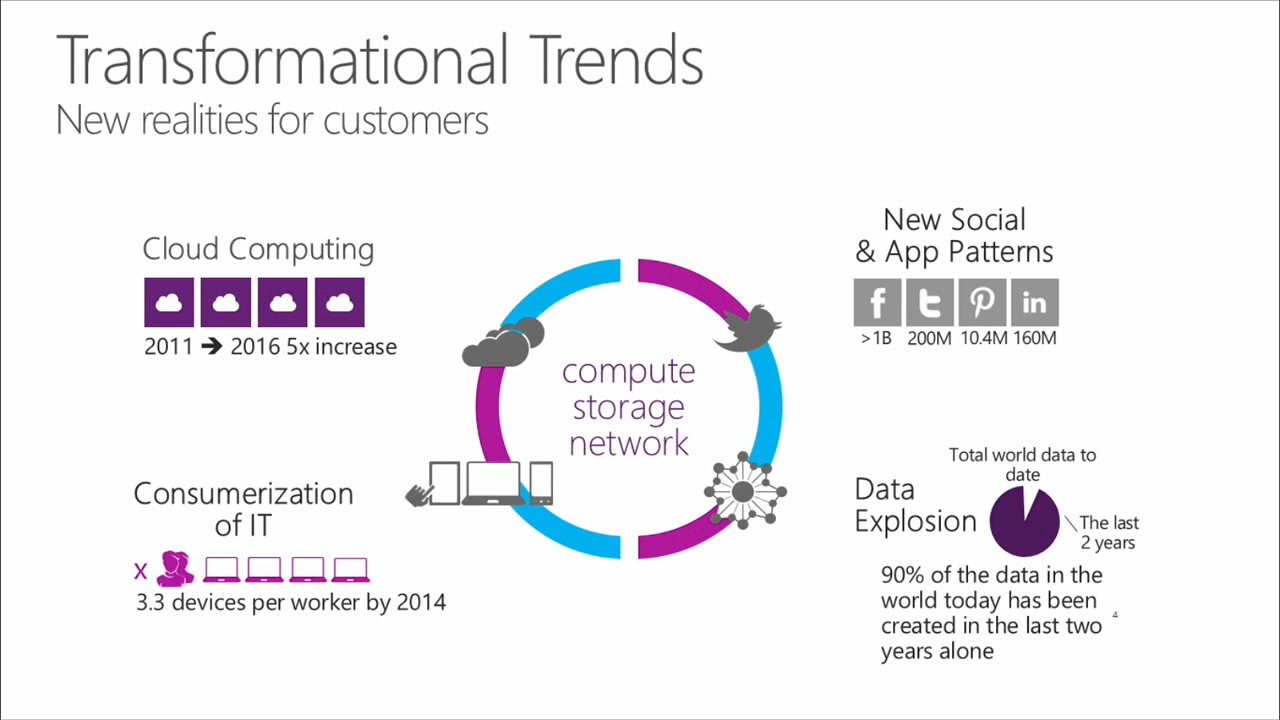 Transformational Trends
New realities for customers
Cloud Computing
2011 ➔ 2016 5x increase
New Social
& App Patterns
f t P in
>1B 200M 10.4M 160M
compute
storage
network
Consumerization
of IT
x
3.3 devices per worker by 2014
Data
Explosion
Total world data to
date
The last
2 years
90% of the data in the
world today has been
created in the last two
years alone
4